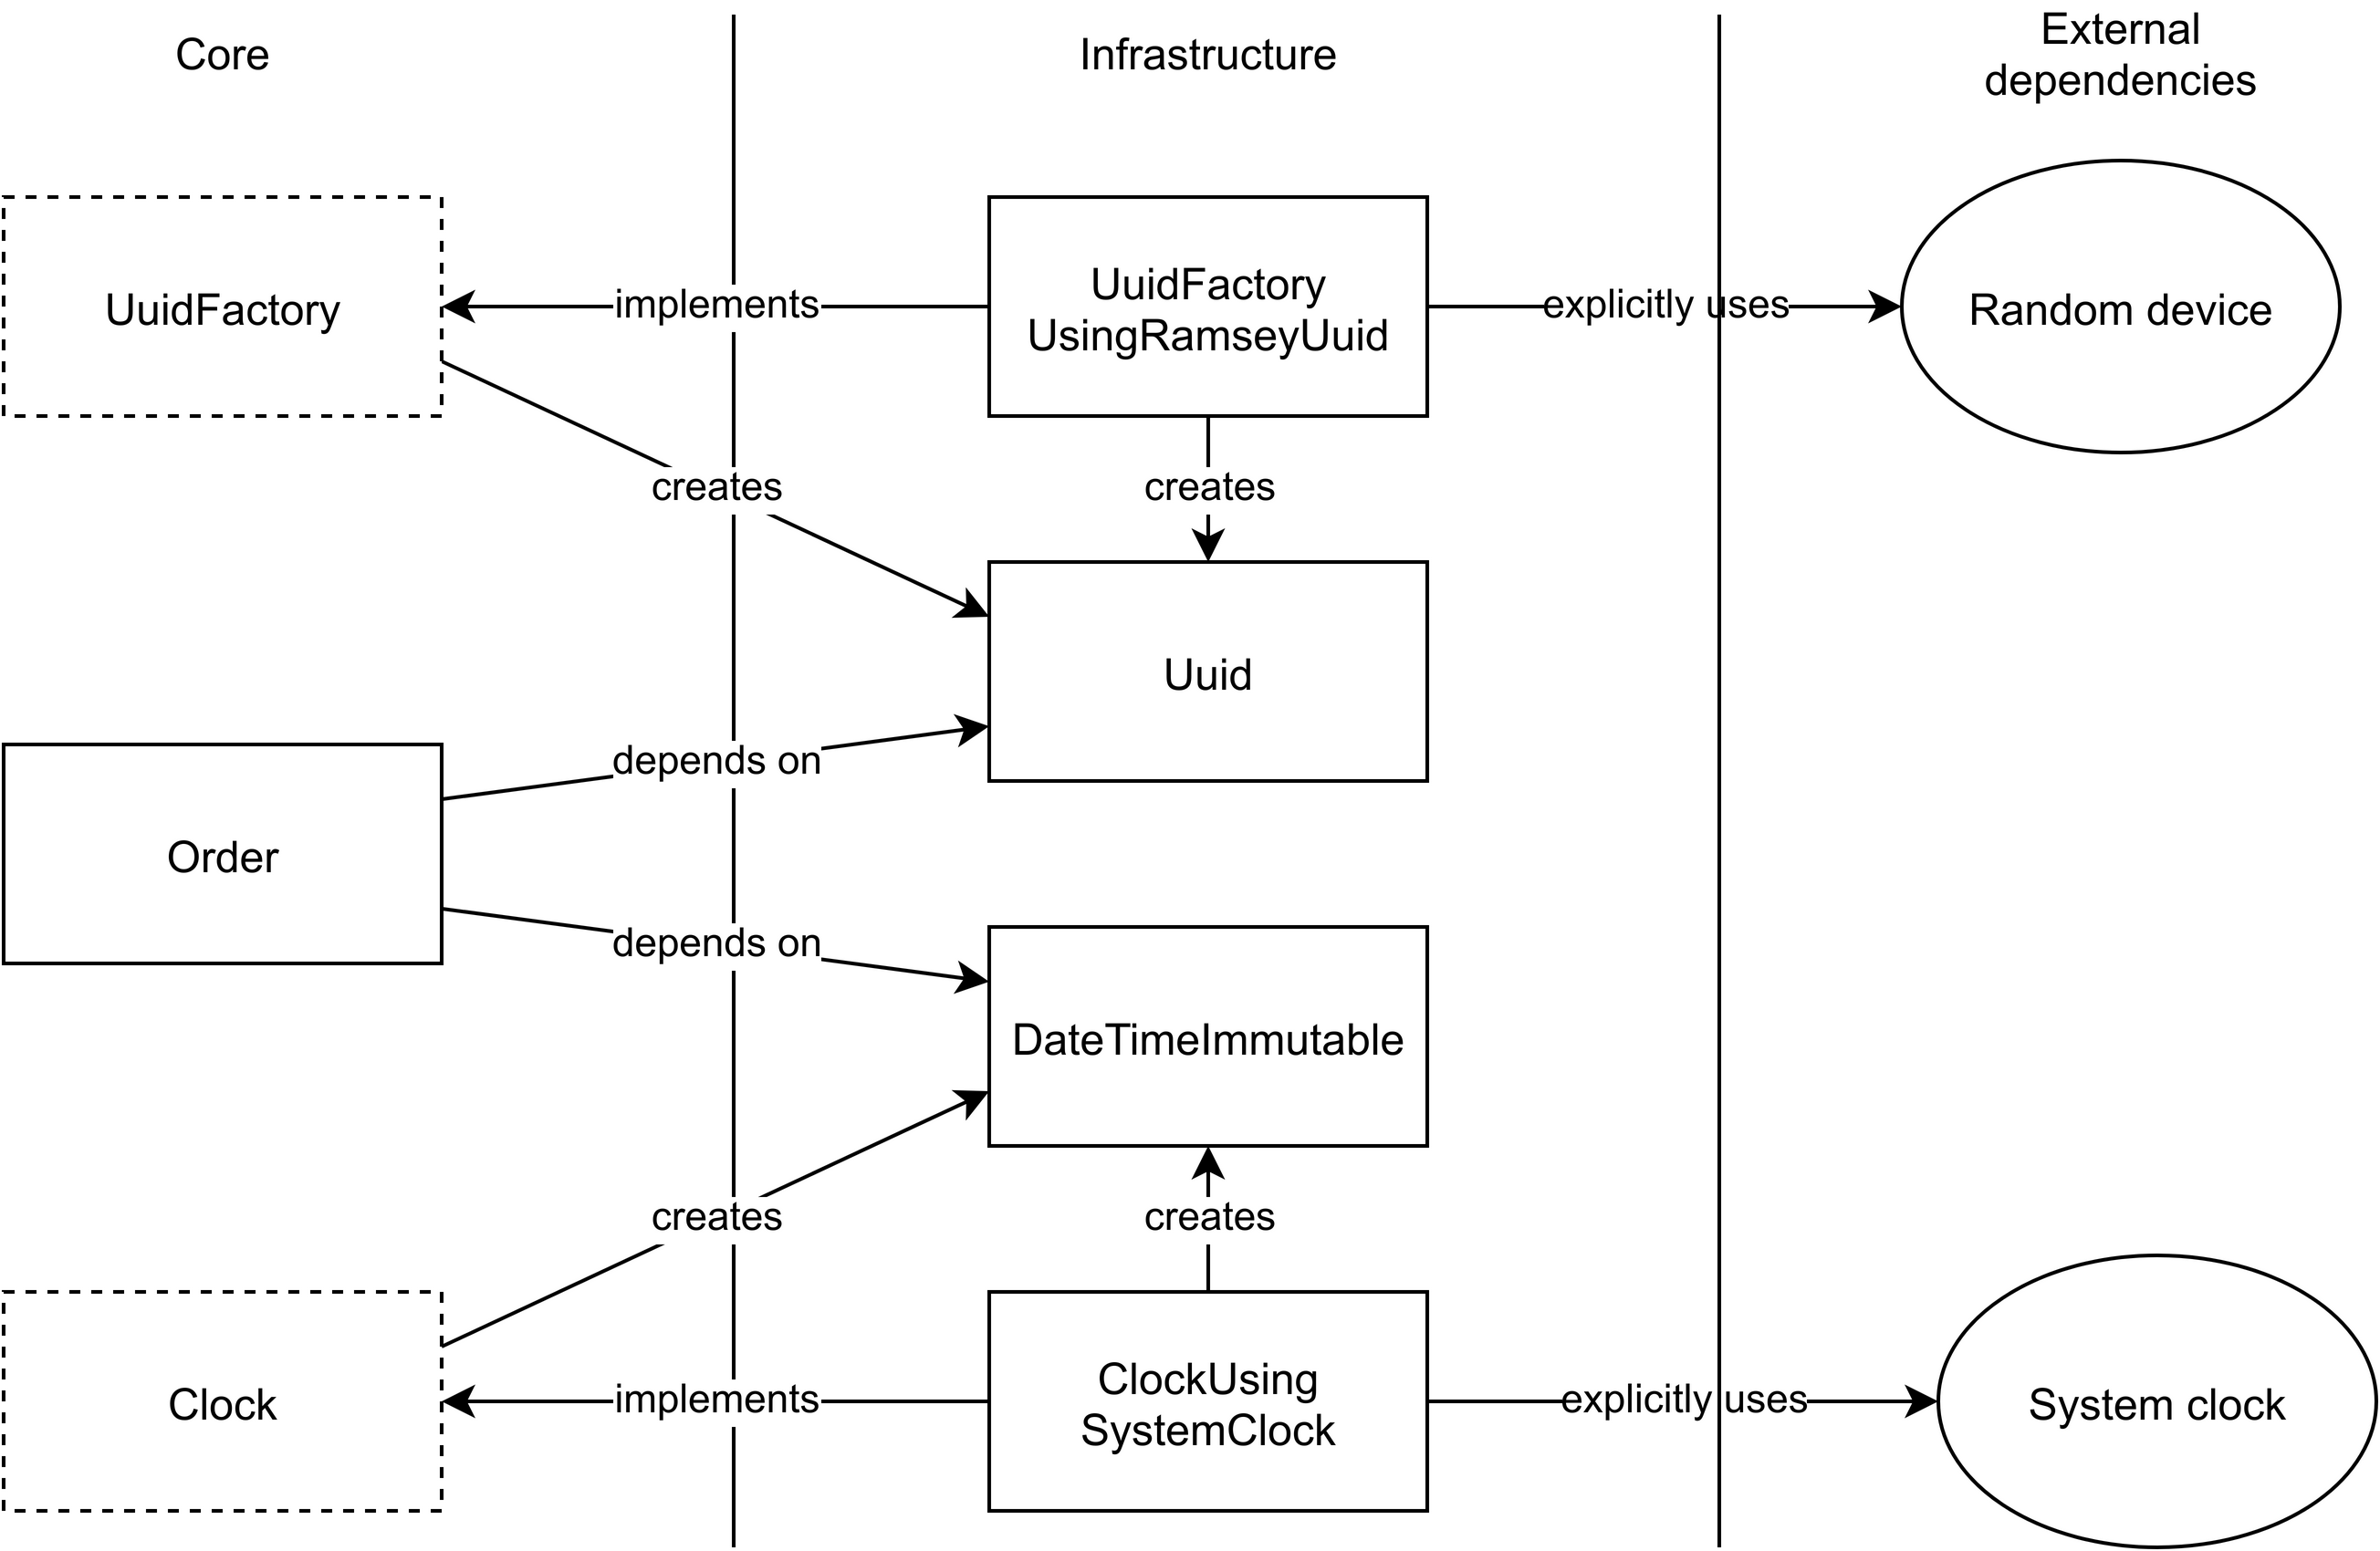 Core
Infrastructure
External
dependencies
UuidFactory
implements
UuidFactory
UsingRamseyUuid
explicitly uses
Random device
creates
creates
Uuid
depends on
Order
depends on
DateTimeImmutable
creates
creates
Clock
implements
ClockUsing
SystemClock
explicitly uses
System clock